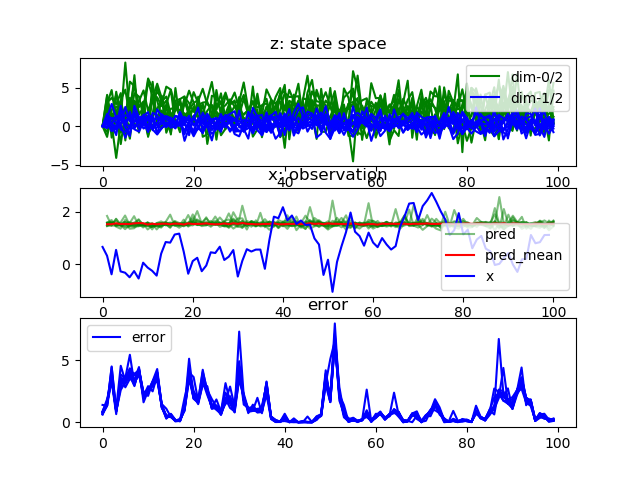 z: state space
5
0
−5
dim-0/2
dim-1/2
0
20
40
60
80
100
x: observation
2
0
pred
pred_mean
x
0
20
40
60
80
100
error
5
0
error
0
20
40
60
80
100